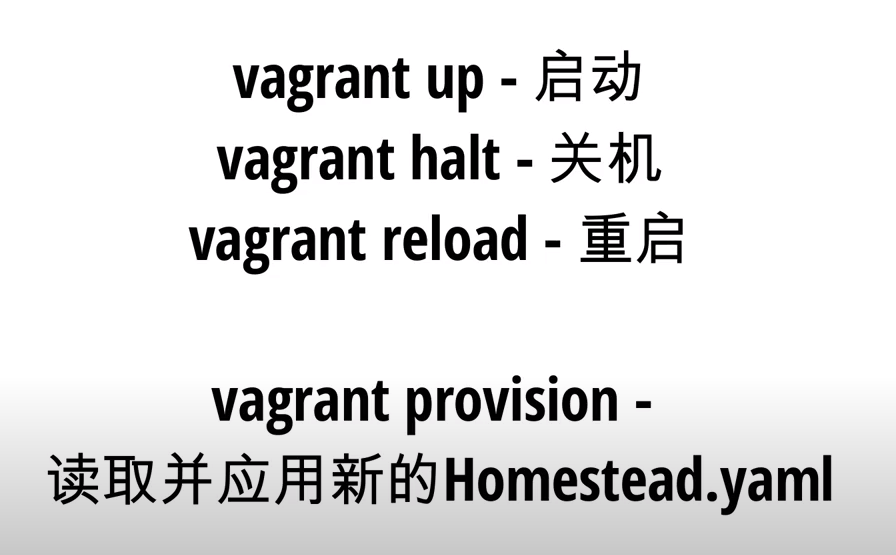 vagrant up - 启动
vagrant halt - 关机
vagrant reload - 重启
vagrant provision -
读取并应用新的Homestead.yaml